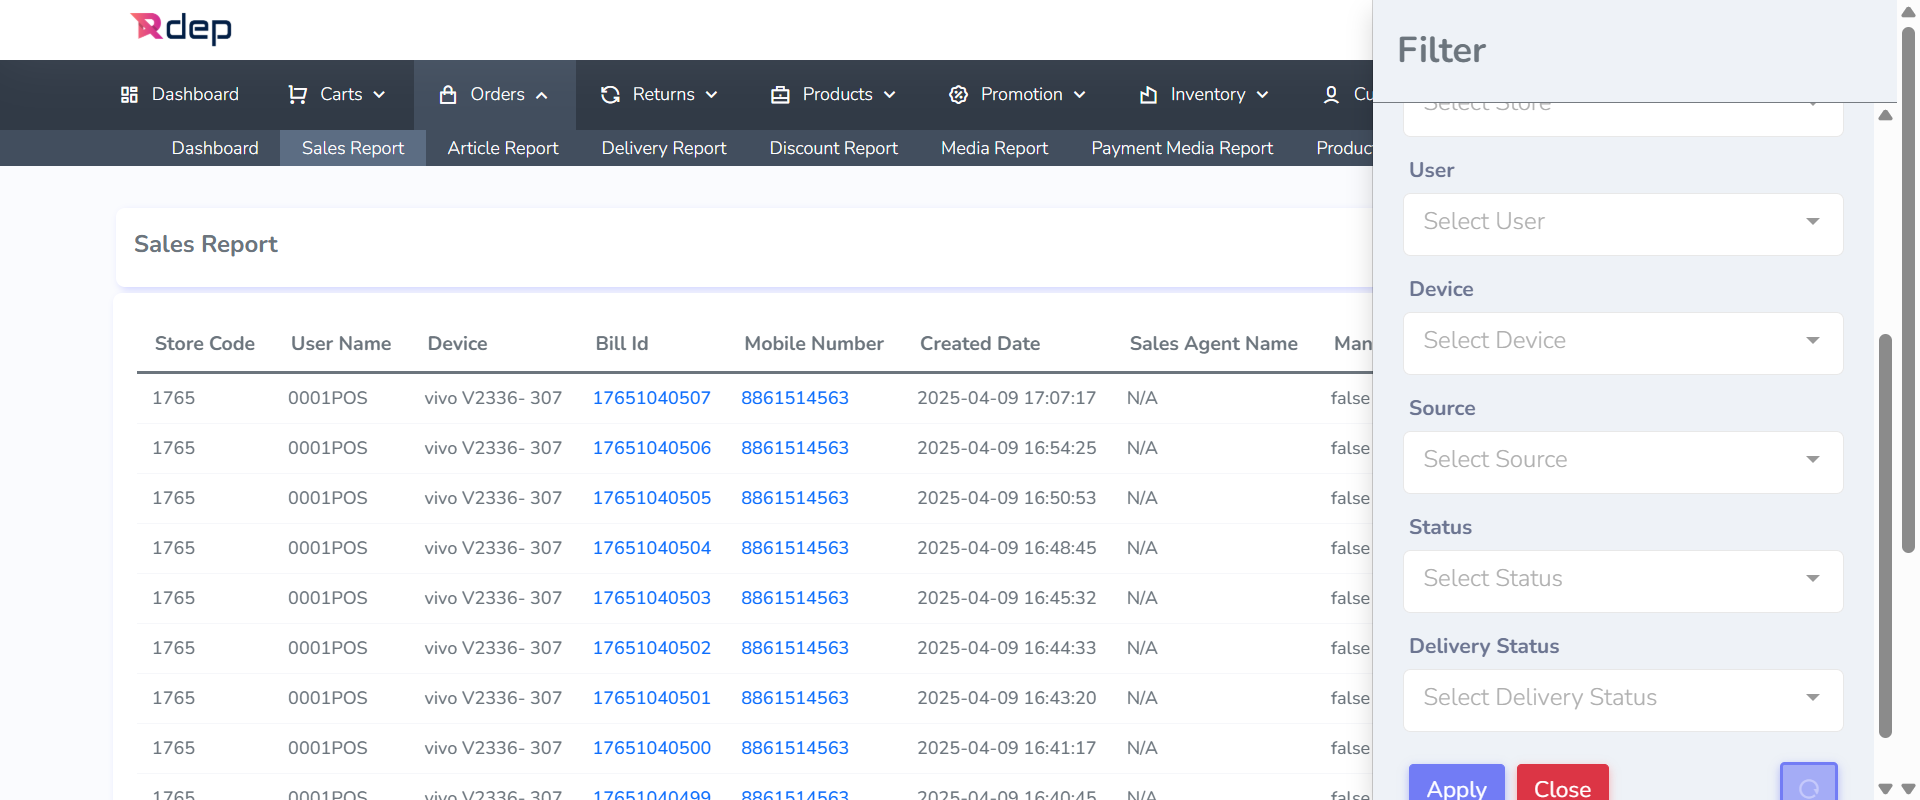 Rdep
Dashboard Carts Orders Returns Products Promotion Inventory Cu
Dashboard Sales Report Article Report Delivery Report Discount Report Media Report Payment Media Report Produc
Sales Report
Store Code User Name Device Bill Id Mobile Number Created Date Sales Agent Name Man
1765 0001POS vivo V2336- 307 17651040507 8861514563 2025-04-09 17:07:17 N/A false
1765 0001POS vivo V2336- 307 17651040506 8861514563 2025-04-09 16:54:25 N/A false
1765 0001POS vivo V2336- 307 17651040505 8861514563 2025-04-09 16:50:53 N/A false
1765 0001POS vivo V2336- 307 17651040504 8861514563 2025-04-09 16:48:45 N/A false
1765 0001POS vivo V2336- 307 17651040503 8861514563 2025-04-09 16:45:32 N/A false
1765 0001POS vivo V2336- 307 17651040502 8861514563 2025-04-09 16:44:33 N/A false
1765 0001POS vivo V2336- 307 17651040501 8861514563 2025-04-09 16:43:20 N/A false
1765 0001POS vivo V2336- 307 17651040500 8861514563 2025-04-09 16:41:17 N/A false
1765 0001POS vivo V2336- 307 17651040499 8861514563 2025-04-09 16:40:45 N/A false
Filter
Select Store
User
Select User
Device
Select Device
Source
Select Source
Status
Select Status
Delivery Status
Select Delivery Status
Apply Close